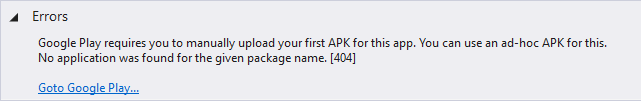 Errors
Google Play requires you to manually upload your first APK for this app. You can use an ad-hoc APK for this.
No application was found for the given package name. [404]
Goto Google Play...